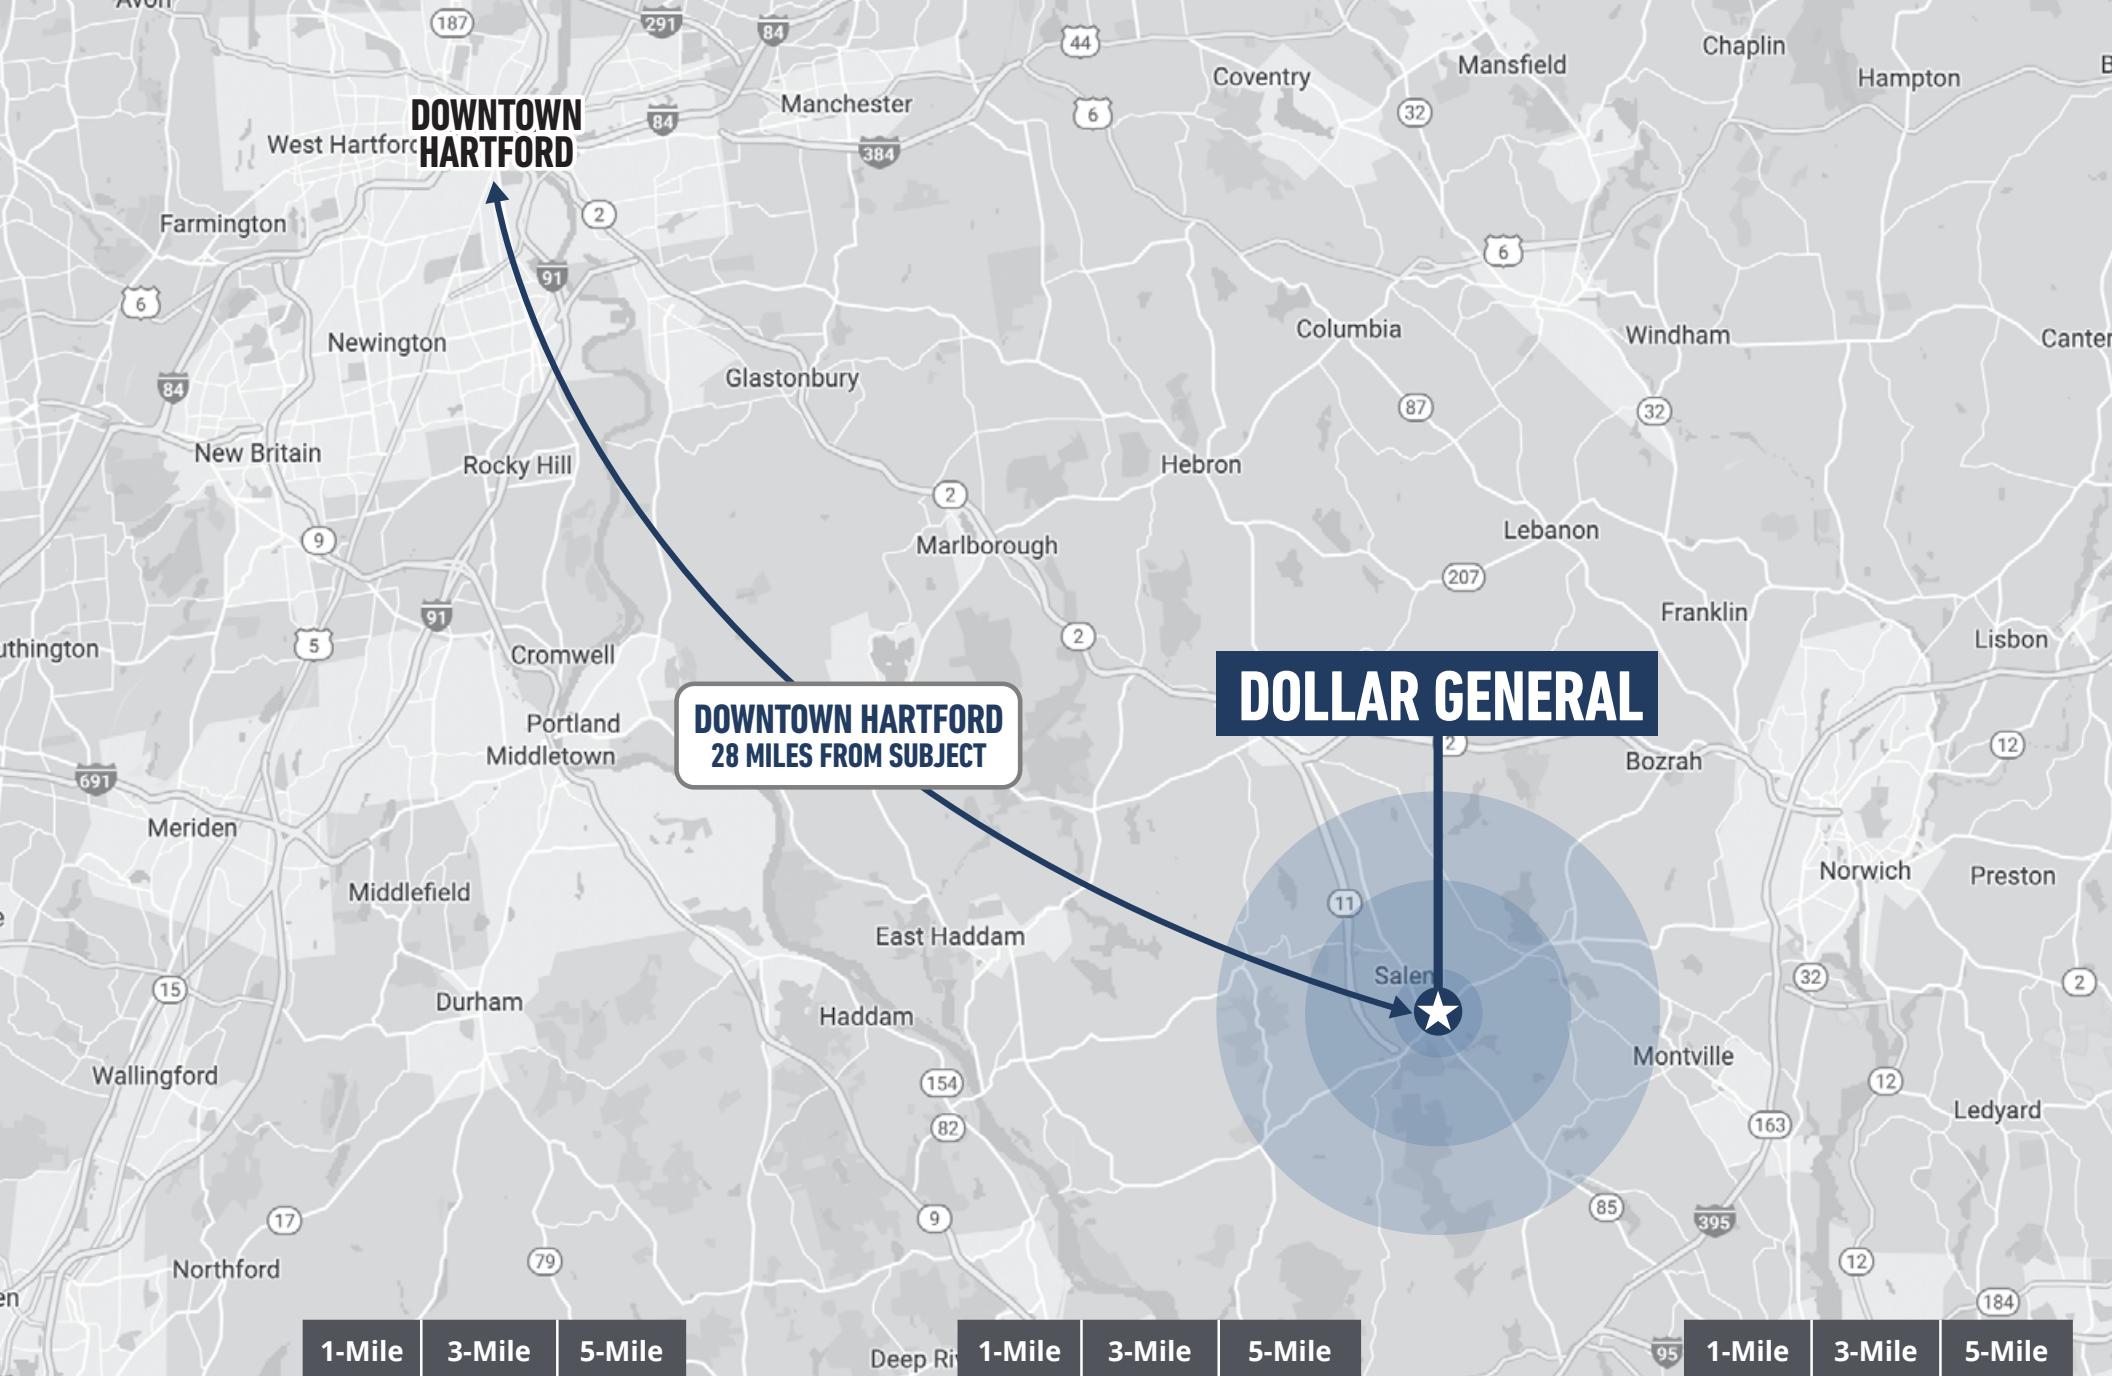 187
291
84
44
Chaplin
Mansfield
Coventry
Hampton
Manchester
6
32
DOWNTOWN
HARTFORD
84
West Hartford
384
Farmington
2
6
91
6
Newington
Columbia
Windham
84
Glastonbury
87
32
New Britain
Rocky Hill
Hebron
2
9
Marlborough
Lebanon
207
91
Franklin
5
2
Lisbon
Cromwell
DOLLAR GENERAL
DOWNTOWN HARTFORD
28 MILES FROM SUBJECT
Portland
2
12
Middletown
Bozrah
691
Meriden
Norwich
Preston
Middlefield
11
East Haddam
Salem
32
2
15
Durham
Haddam
Montville
Wallingford
154
12
Ledyard
82
163
85
17
9
395
Northford
79
12
184
1-Mile 3-Mile 5-Mile
1-Mile 3-Mile 5-Mile
95
1-Mile 3-Mile 5-Mile